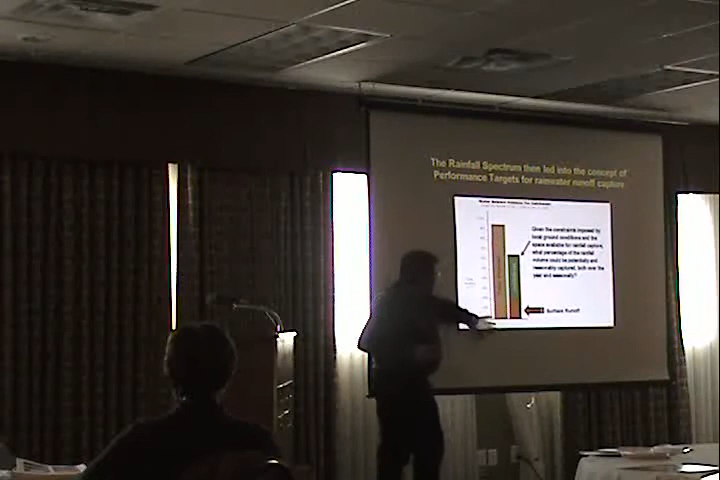 The Rainfall Spectrum then led into the concept of
Performance Targets for rainwater runoff capture
Given the constraints imposed by
local ground conditions and the
space available for rainfall capture,
what percentage of the rainfall
volume could be potentially and
reasonably captured, both over the
year and seasonally?
Surface Runoff